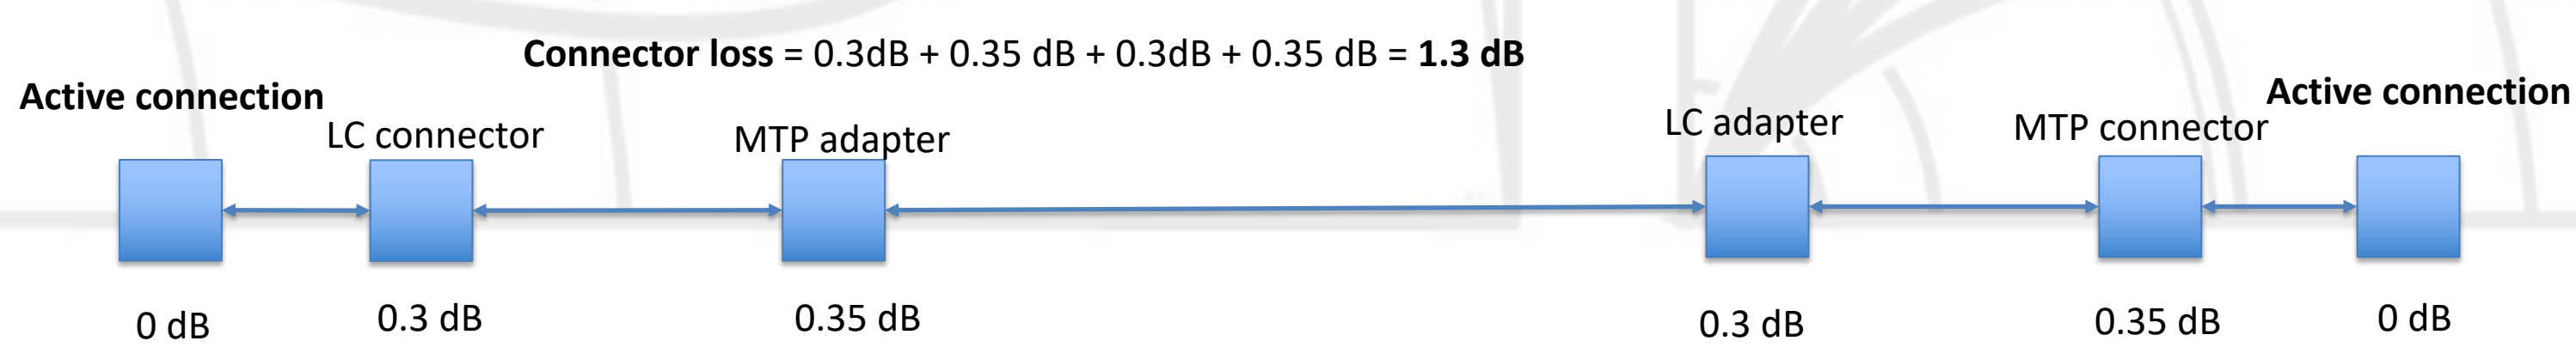 Connector loss = 0.3dB + 0.35 dB + 0.3dB + 0.35 dB = 1.3 dB
Active connection
Active connection
LC connector
MTP adapter
LC adapter
MTP connector
0 dB
0.3 dB
0.35 dB
0.3 dB
0.35 dB
0 dB